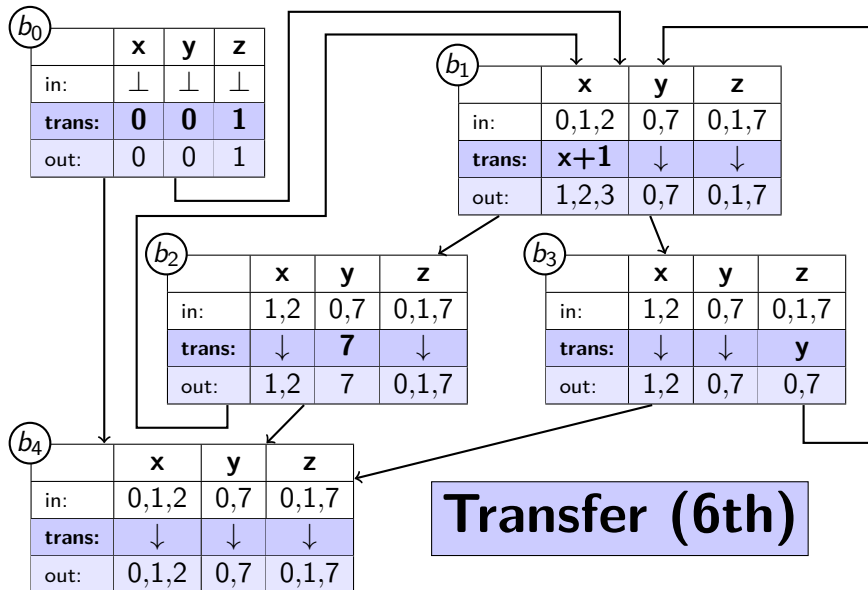 b0
x y z
in: ⊥ ⊥ ⊥
trans: 0 0 1
out: 0 0 1
b1
x y z
in: 0,1,2 0,7 0,1,7
trans: x+1 ↓ ↓
out: 1,2,3 0,7 0,1,7
b2
x y z
in: 1,2 0,7 0,1,7
trans: ↓ 7 ↓
out: 1,2 7 0,1,7
b3
x y z
in: 1,2 0,7 0,1,7
trans: ↓ ↓ y
out: 1,2 0,7 0,7
b4
x y z
in: 0,1,2 0,7 0,1,7
trans: ↓ ↓ ↓
out: 0,1,2 0,7 0,1,7
Transfer (6th)